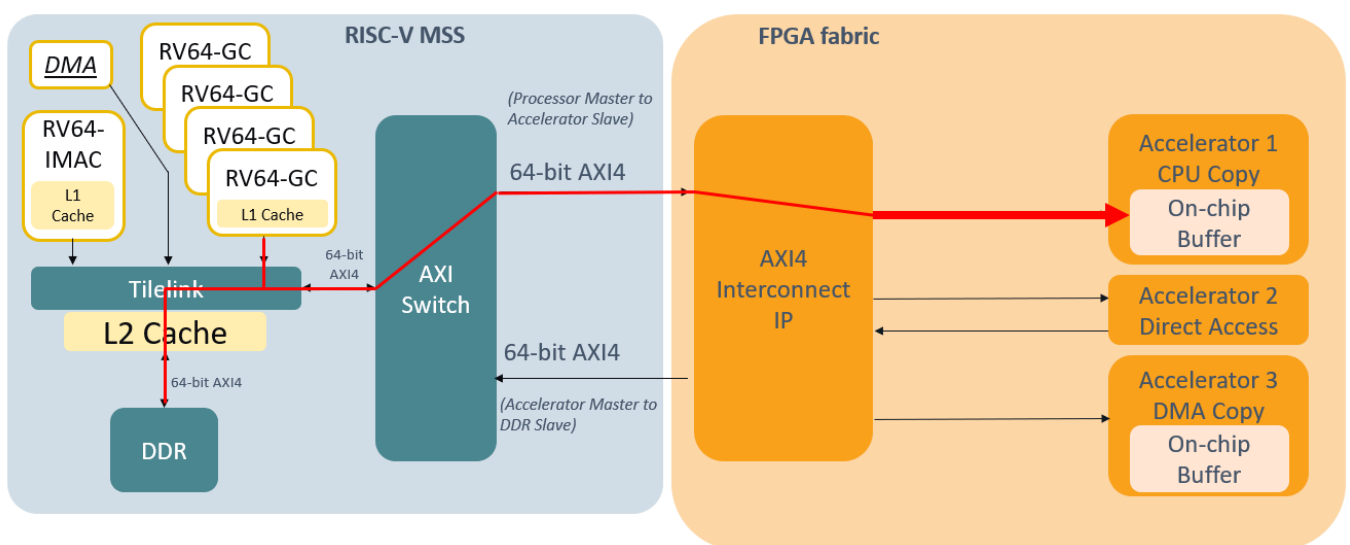 RISC-V MSS
FPGA fabric
DMA
RV64-GC
RV64-GC
RV64-GC
RV64-GC
L1 Cache
RV64-
IMAC
L1
Cache
(Processor Master to
Accelerator Slave)
64-bit AXI4
64-bit
AXI4
Tilelink
L2 Cache
64-bit AXI4
DDR
AXI
Switch
64-bit AXI4
(Accelerator Master to
DDR Slave)
AXI4
Interconnect
IP
Accelerator 1
CPU Copy
On-chip
Buffer
Accelerator 2
Direct Access
Accelerator 3
DMA Copy
On-chip
Buffer